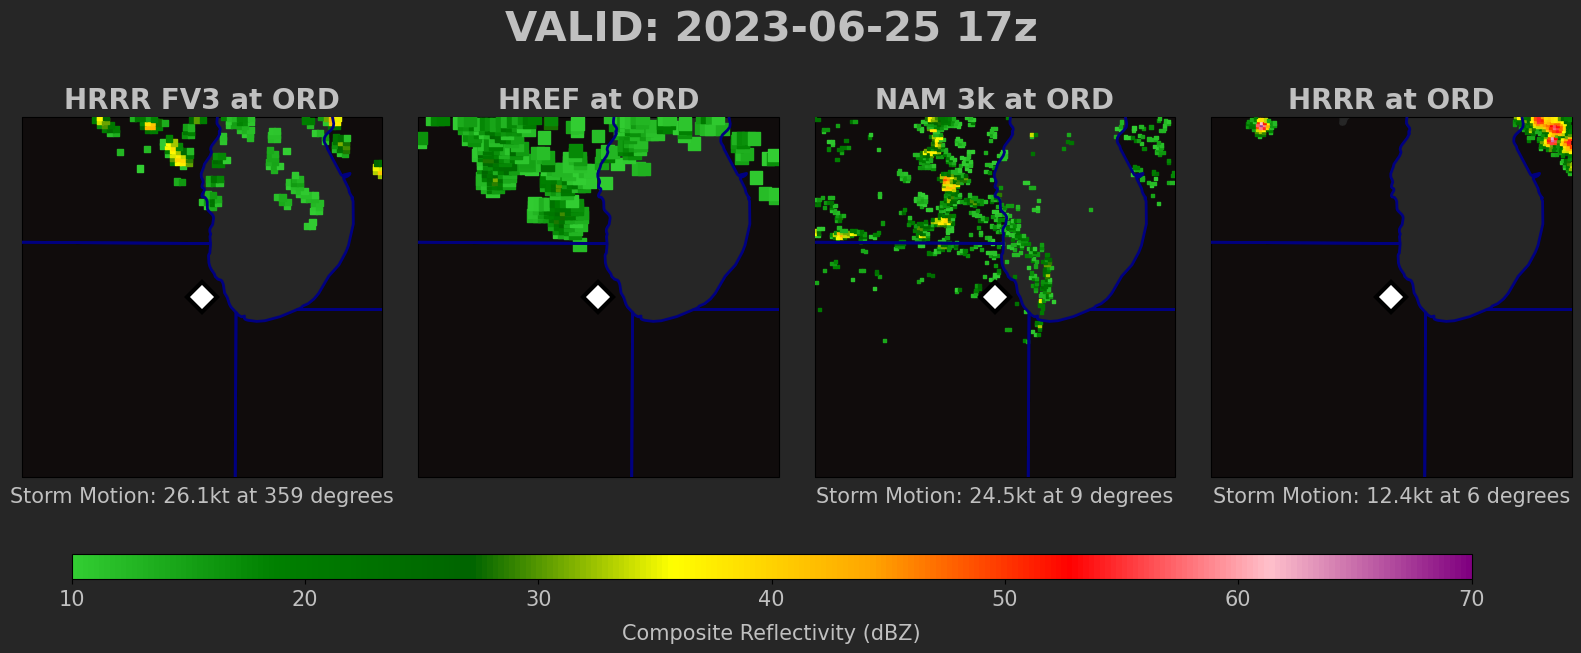 VALID: 2023-06-25 17z
HRRR FV3 at ORD
HREF at ORD
NAM 3k at ORD
HRRR at ORD
Storm Motion: 26.1kt at 359 degrees
Storm Motion: 24.5kt at 9 degrees
Storm Motion: 12.4kt at 6 degrees
10 20 30 40 50 60 70
Composite Reflectivity (dBZ)